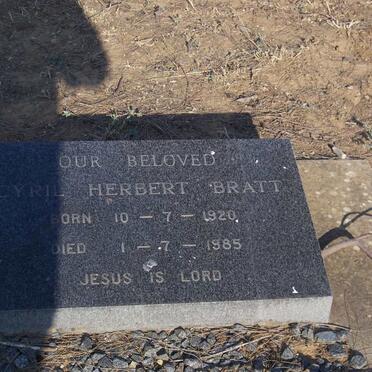 OUR BELOVED
CYRIL HERBERT BRATT
BORN 10 - 7 - 1920
DIED 1 - 7 - 1985
JESUS IS LORD